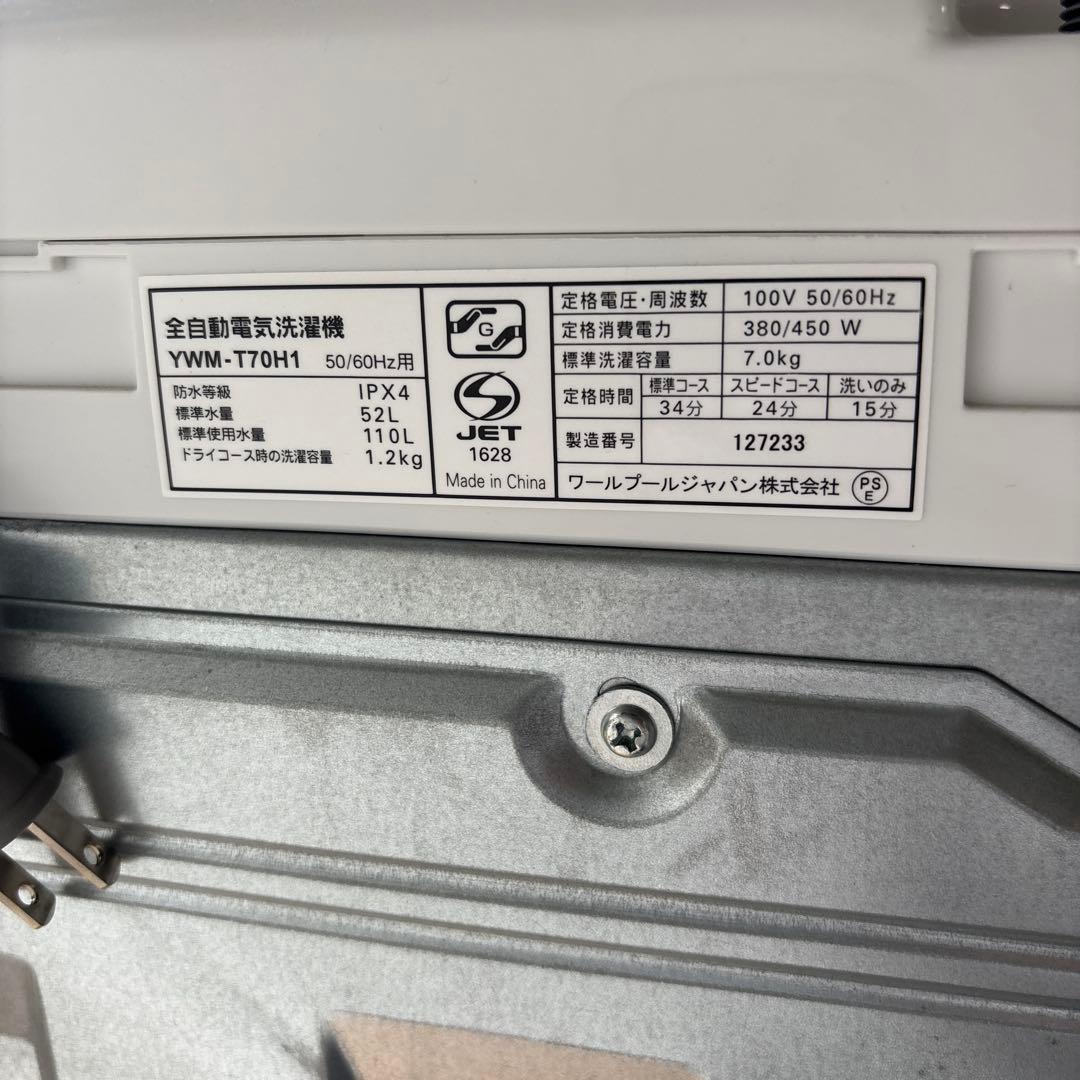 全自動電気洗濯機
YWM-T70H1 50/60Hz用
防水等級 IPX4
標準水量 52L
標準使用水量 110L
ドライコース時の洗濯容量 1.2kg
G
JET
1628
Made in China
定格電圧・周波数 100V 50/60Hz
定格消費電力 380/450 W
標準洗濯容量 7.0kg
定格時間 標準コース スピードコース 洗いのみ
34分 24分 15分
製造番号 127233
ワールプールジャパン株式会社 PS
E